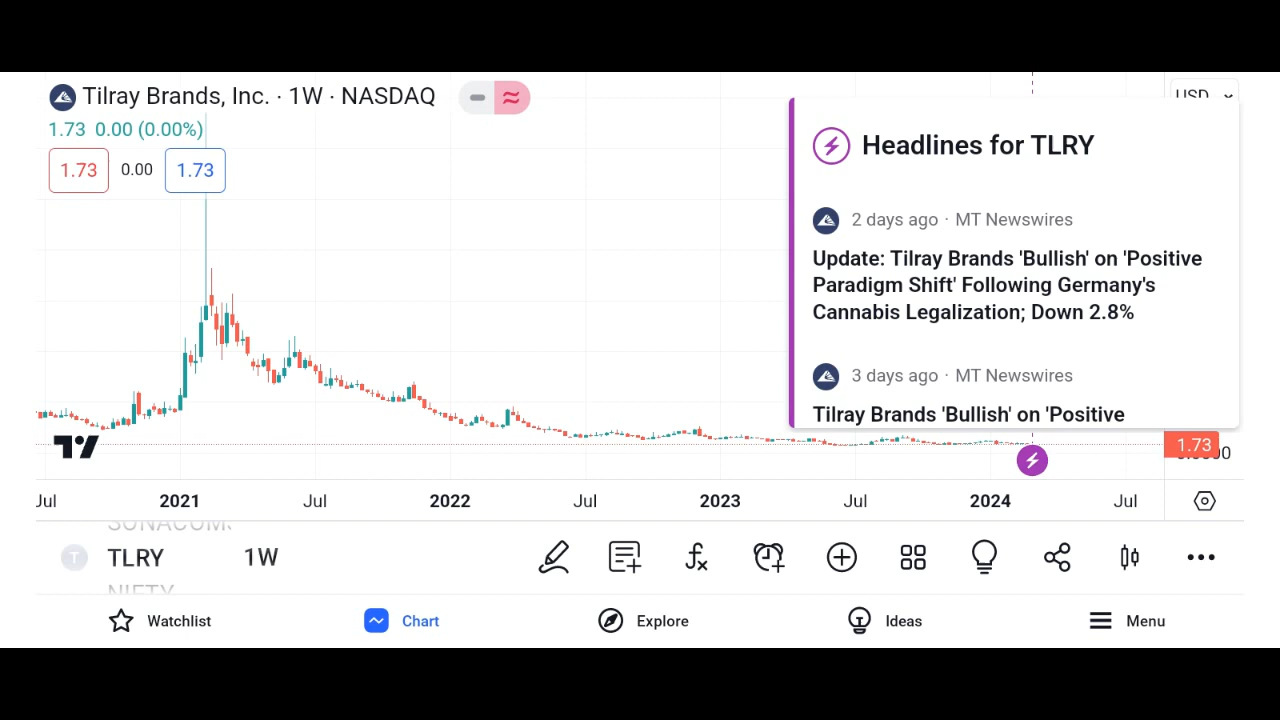 Tilray Brands, Inc. · 1W · NASDAQ
1.73 0.00 (0.00%)
1.73 0.00 1.73
USD
Headlines for TLRY
2 days ago · MT Newswires
Update: Tilray Brands 'Bullish' on 'Positive
Paradigm Shift' Following Germany's
Cannabis Legalization; Down 2.8%
3 days ago · MT Newswires
Tilray Brands 'Bullish' on 'Positive
1.73
Jul 2021 Jul 2022 Jul 2023 Jul 2024 Jul
T TLRY 1W
NIFTY
Watchlist Chart Explore Ideas Menu